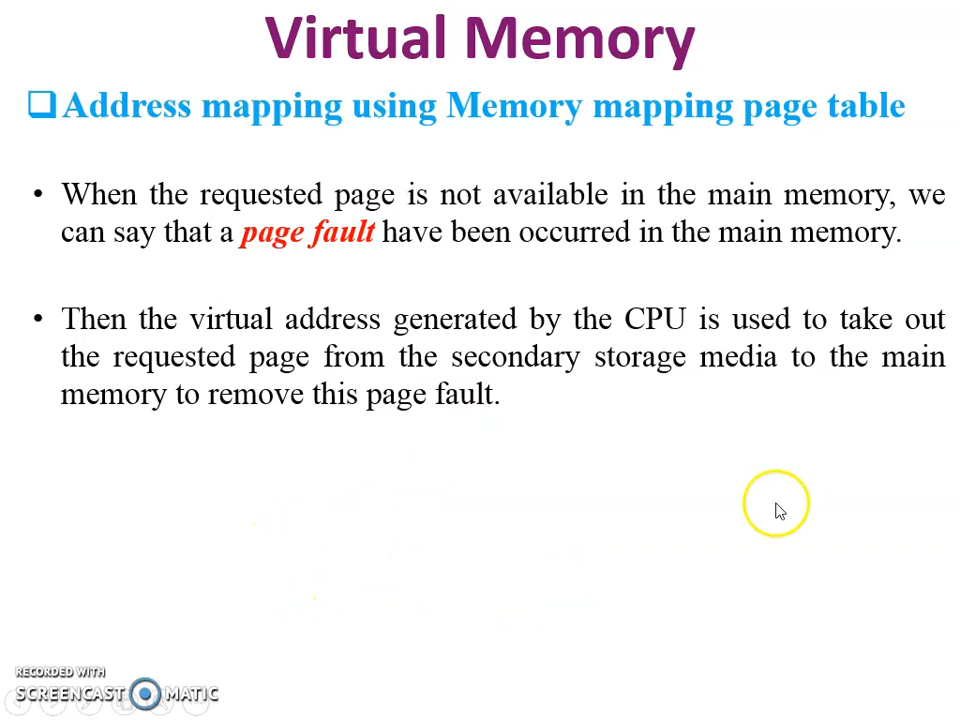 Virtual Memory
❑Address mapping using Memory mapping page table
• When the requested page is not available in the main memory, we
can say that a page fault have been occurred in the main memory.
• Then the virtual address generated by the CPU is used to take out
the requested page from the secondary storage media to the main
memory to remove this page fault.
RECORDED WITH
SCREENCAST MATIC